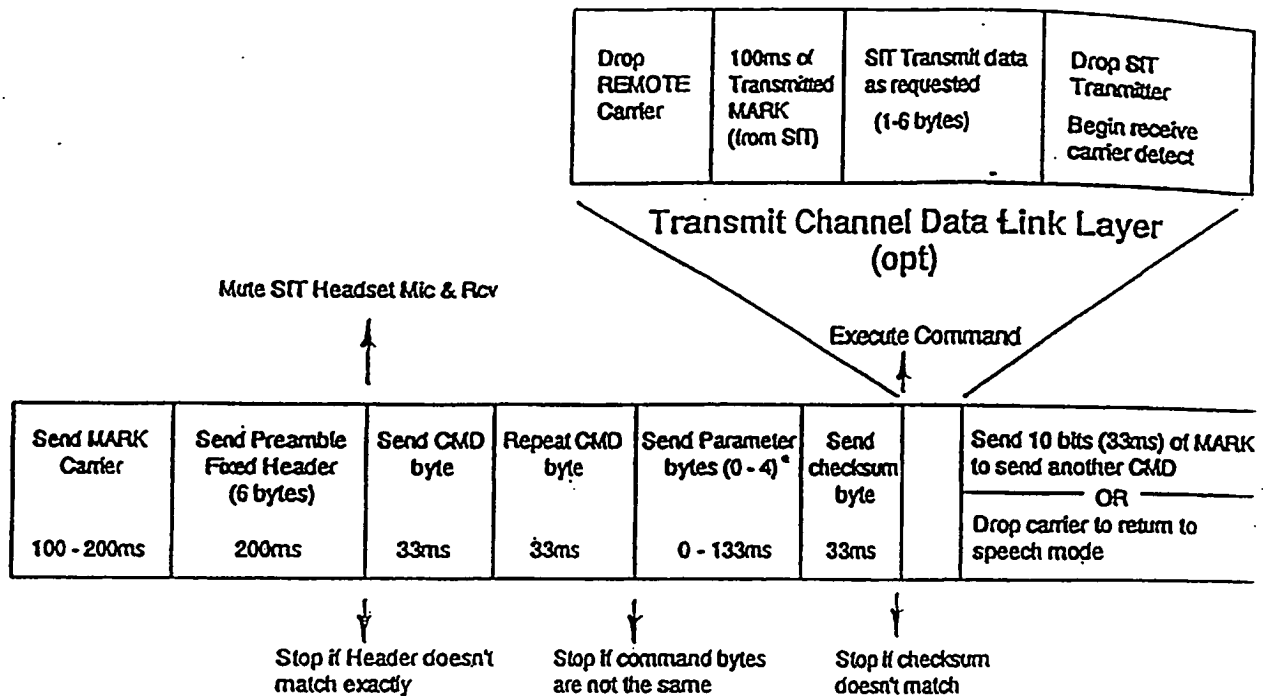 Drop
REMOTE
Carrier
100ms of
Transmitted
MARK
(from SIT)
SIT Transmit data
as requested
(1-6 bytes)
Drop SIT
Tranmitter
Begin receive
carrier detect
Transmit Channel Data Link Layer
(opt)
Mute SIT Headset Mic & Rcv
Execute Command
Send MARK
Carrier
100 - 200ms
Send Preamble
Fixed Header
(6 bytes)
200ms
Send CMD
byte
33ms
Repeat CMD
byte
33ms
Send Parameter
bytes (0 - 4)*
0 - 133ms
Send
checksum
byte
33ms
Send 10 bits (33ms) of MARK
to send another CMD
OR
Drop carrier to return to
speech mode
Stop if Header doesn't
match exactly
Stop if command bytes
are not the same
Stop if checksum
doesn't match